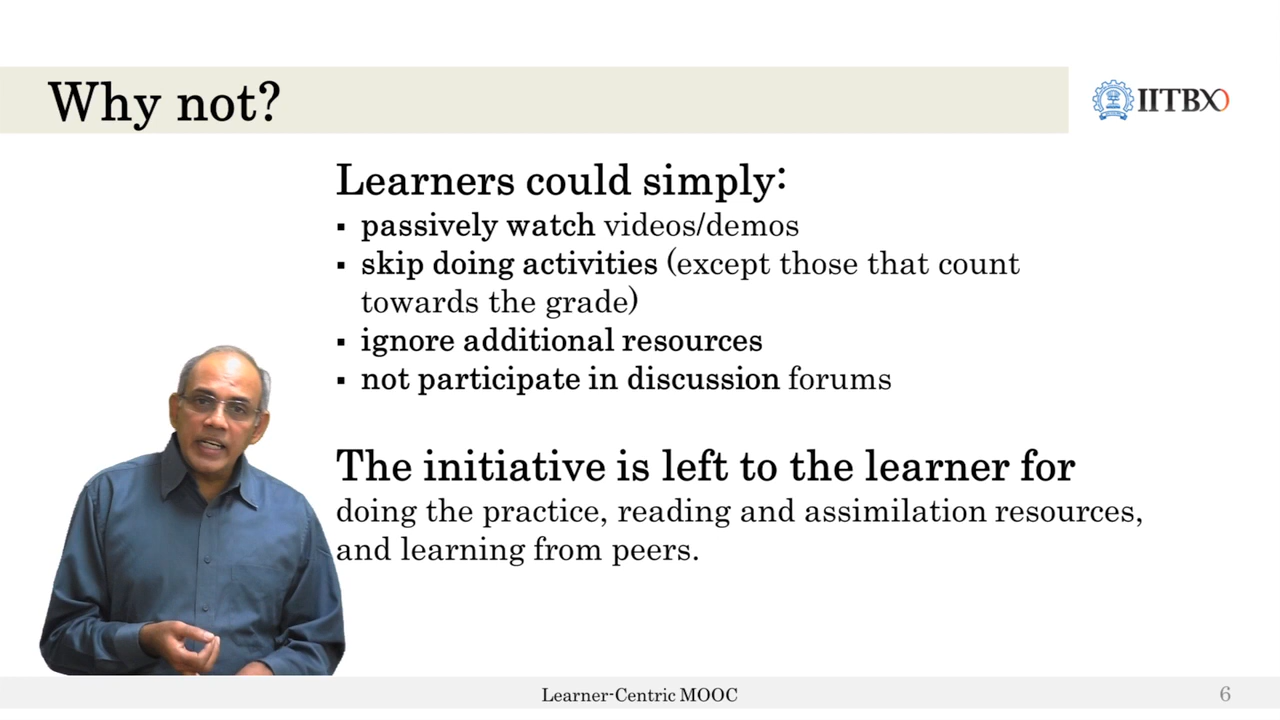 Why not?
IITBX
Learners could simply:
▪ passively watch videos/demos
▪ skip doing activities (except those that count
towards the grade)
▪ ignore additional resources
▪ not participate in discussion forums
The initiative is left to the learner for
doing the practice, reading and assimilation resources,
and learning from peers.
Learner-Centric MOOC
6